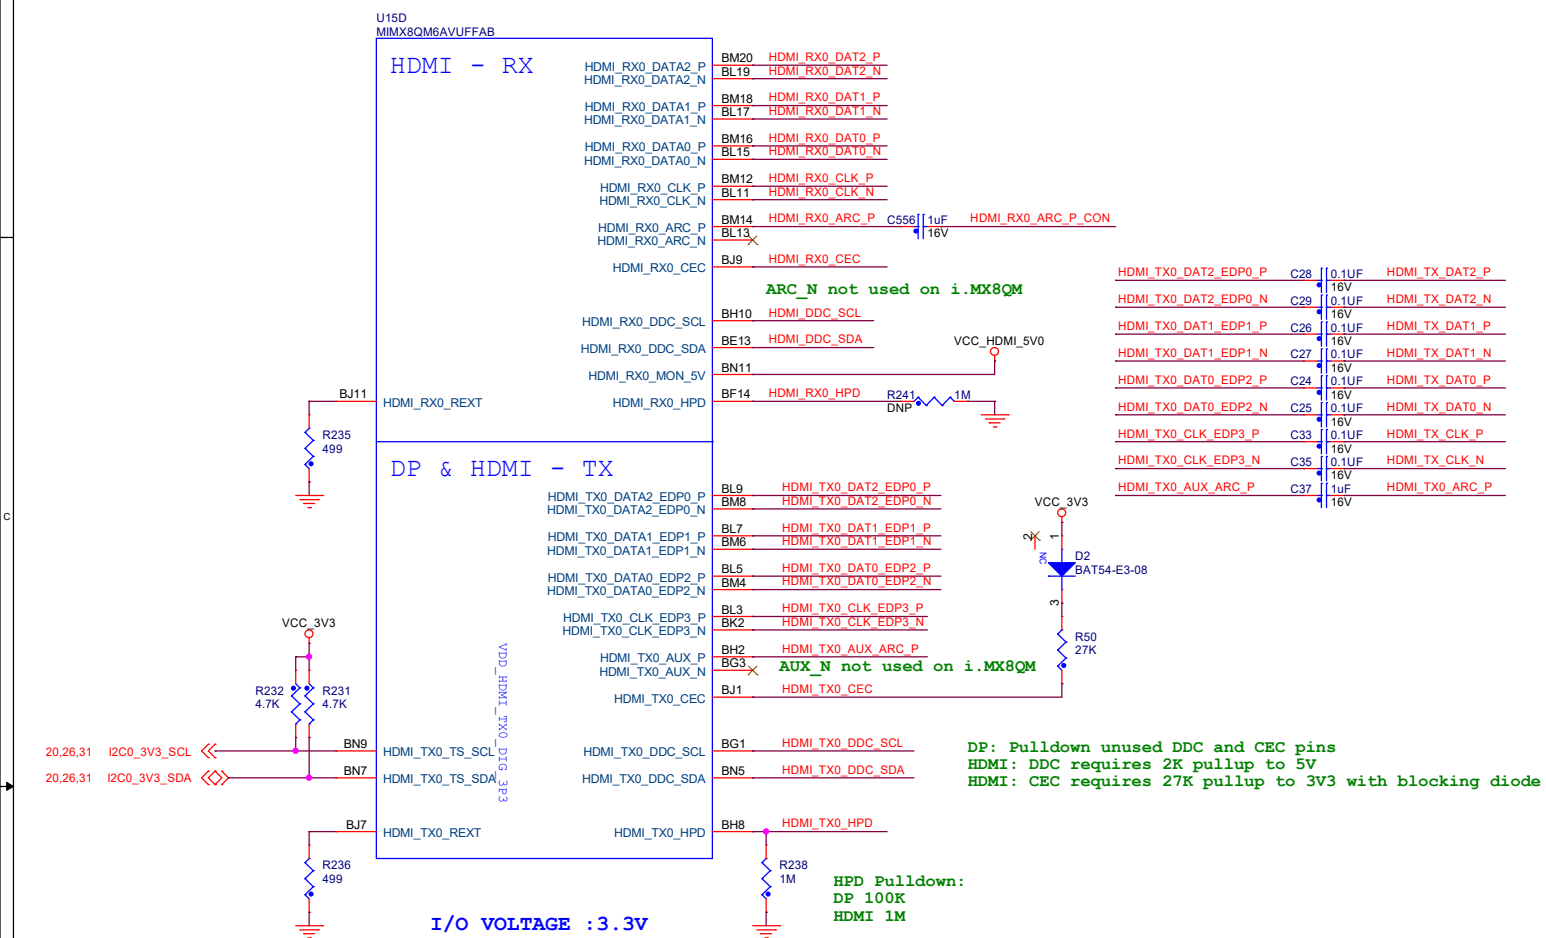 U15D
MIMX8QM6AVUFFAB
HDMI - RX
HDMI_RX0_DATA2_P BM20 HDMI_RX0_DAT2_P
HDMI_RX0_DATA2_N BL19 HDMI_RX0_DAT2_N
HDMI_RX0_DATA1_P BM18 HDMI_RX0_DAT1_P
HDMI_RX0_DATA1_N BL17 HDMI_RX0_DAT1_N
HDMI_RX0_DATA0_P BM16 HDMI_RX0_DAT0_P
HDMI_RX0_DATA0_N BL15 HDMI_RX0_DAT0_N
HDMI_RX0_CLK_P BM12 HDMI_RX0_CLK_P
HDMI_RX0_CLK_N BL11 HDMI_RX0_CLK_N
HDMI_RX0_ARC_P BM14 HDMI_RX0_ARC_P C556 1uF 16V HDMI_RX0_ARC_P_CON
HDMI_RX0_ARC_N BL13
HDMI_RX0_CEC BJ9 HDMI_RX0_CEC
ARC_N not used on i.MX8QM
HDMI_RX0_DDC_SCL BH10 HDMI_DDC_SCL
HDMI_RX0_DDC_SDA BE13 HDMI_DDC_SDA
VCC_HDMI_5V0
HDMI_RX0_MON_5V BN11
BJ11 HDMI_RX0_REXT
HDMI_RX0_HPD BF14 HDMI_RX0_HPD R241 1M
DNP
R235
499
HDMI_TX0_DAT2_EDP0_P C28 0.1UF 16V HDMI_TX_DAT2_P
HDMI_TX0_DAT2_EDP0_N C29 0.1UF 16V HDMI_TX_DAT2_N
HDMI_TX0_DAT1_EDP1_P C26 0.1UF 16V HDMI_TX_DAT1_P
HDMI_TX0_DAT1_EDP1_N C27 0.1UF 16V HDMI_TX_DAT1_N
HDMI_TX0_DAT0_EDP2_P C24 0.1UF 16V HDMI_TX_DAT0_P
HDMI_TX0_DAT0_EDP2_N C25 0.1UF 16V HDMI_TX_DAT0_N
HDMI_TX0_CLK_EDP3_P C33 0.1UF 16V HDMI_TX_CLK_P
HDMI_TX0_CLK_EDP3_N C35 0.1UF 16V HDMI_TX_CLK_N
HDMI_TX0_AUX_ARC_P C37 1uF 16V HDMI_TX0_ARC_P
C
DP & HDMI - TX
HDMI_TX0_DATA2_EDP0_P BL9 HDMI_TX0_DAT2_EDP0_P
HDMI_TX0_DATA2_EDP0_N BM8 HDMI_TX0_DAT2_EDP0_N
HDMI_TX0_DATA1_EDP1_P BL7 HDMI_TX0_DAT1_EDP1_P
HDMI_TX0_DATA1_EDP1_N BM6 HDMI_TX0_DAT1_EDP1_N
HDMI_TX0_DATA0_EDP2_P BL5 HDMI_TX0_DAT0_EDP2_P
HDMI_TX0_DATA0_EDP2_N BM4 HDMI_TX0_DAT0_EDP2_N
HDMI_TX0_CLK_EDP3_P BL3 HDMI_TX0_CLK_EDP3_P
HDMI_TX0_CLK_EDP3_N BK2 HDMI_TX0_CLK_EDP3_N
HDMI_TX0_AUX_P BH2 HDMI_TX0_AUX_ARC_P
HDMI_TX0_AUX_N BG3
AUX_N not used on i.MX8QM
HDMI_TX0_CEC BJ1 HDMI_TX0_CEC
VCC_3V3
2 1
NC
D2
BAT54-E3-08
3
R50
27K
VDD_HDMI_TX0_DIG_3P3
VCC_3V3
R232
4.7K
R231
4.7K
20,26,31 I2C0_3V3_SCL BN9 HDMI_TX0_TS_SCL
20,26,31 I2C0_3V3_SDA BN7 HDMI_TX0_TS_SDA
HDMI_TX0_DDC_SCL BG1 HDMI_TX0_DDC_SCL
HDMI_TX0_DDC_SDA BN5 HDMI_TX0_DDC_SDA
DP: Pulldown unused DDC and CEC pins
HDMI: DDC requires 2K pullup to 5V
HDMI: CEC requires 27K pullup to 3V3 with blocking diode
BJ7 HDMI_TX0_REXT
HDMI_TX0_HPD BH8 HDMI_TX0_HPD
R236
499
R238
1M
HPD Pulldown:
DP 100K
HDMI 1M
I/O VOLTAGE :3.3V